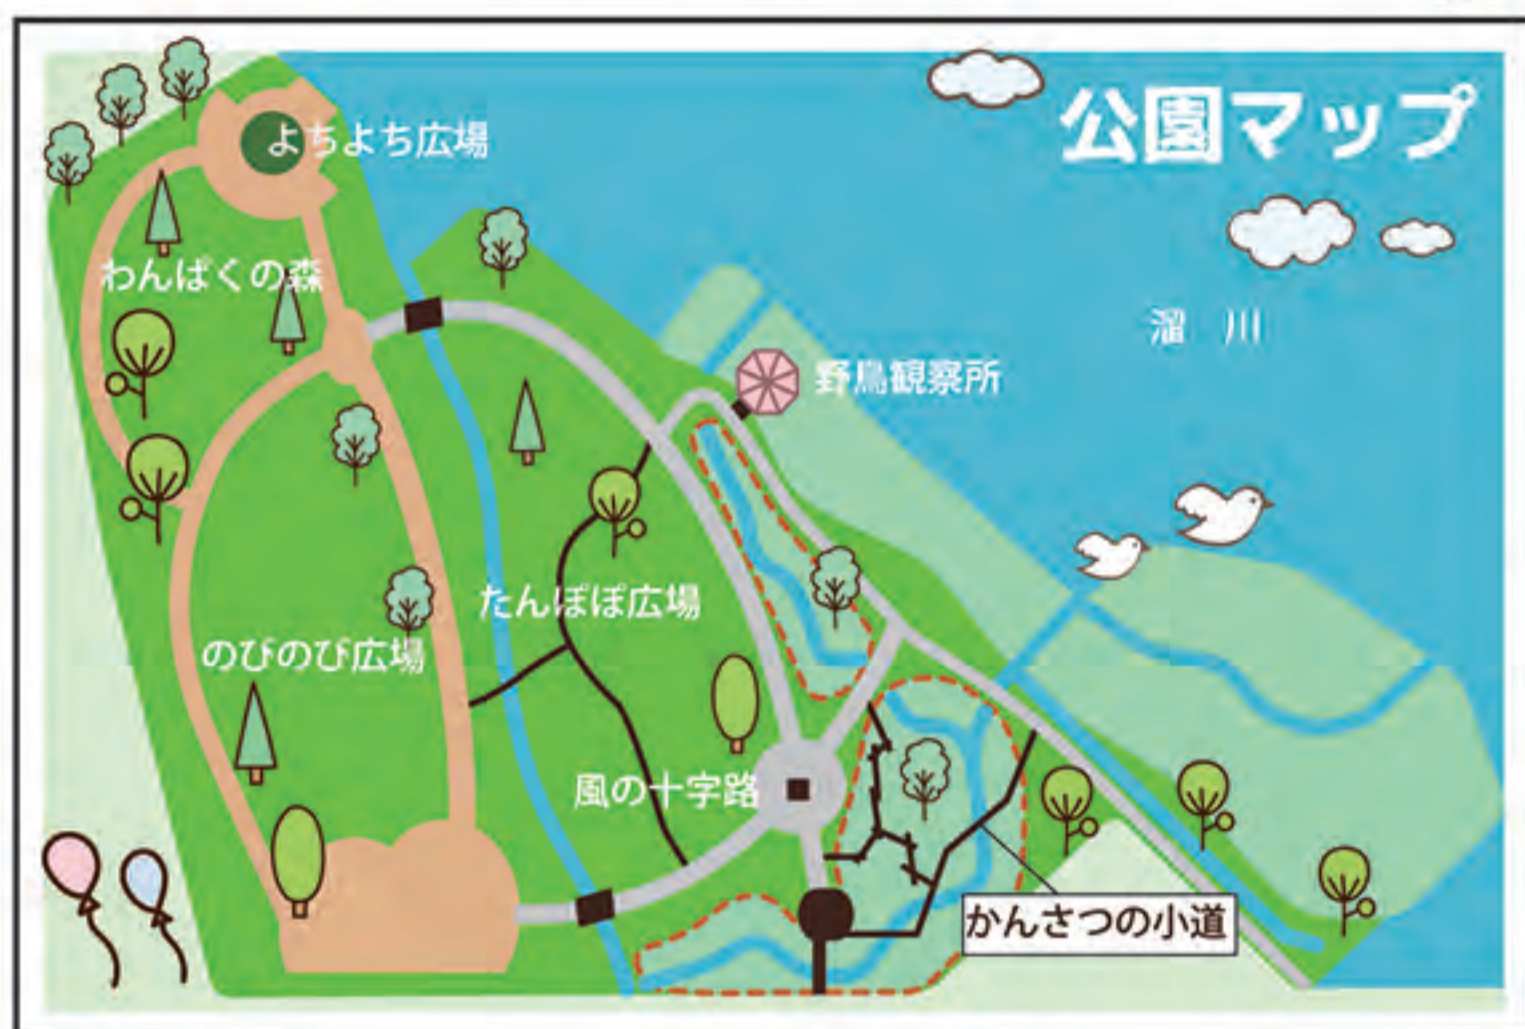 公園マップ
よちよち広場
わんぱくの森
溜 川
野鳥観察所
たんぽぽ広場
のびのび広場
風の十字路
かんさつの小道